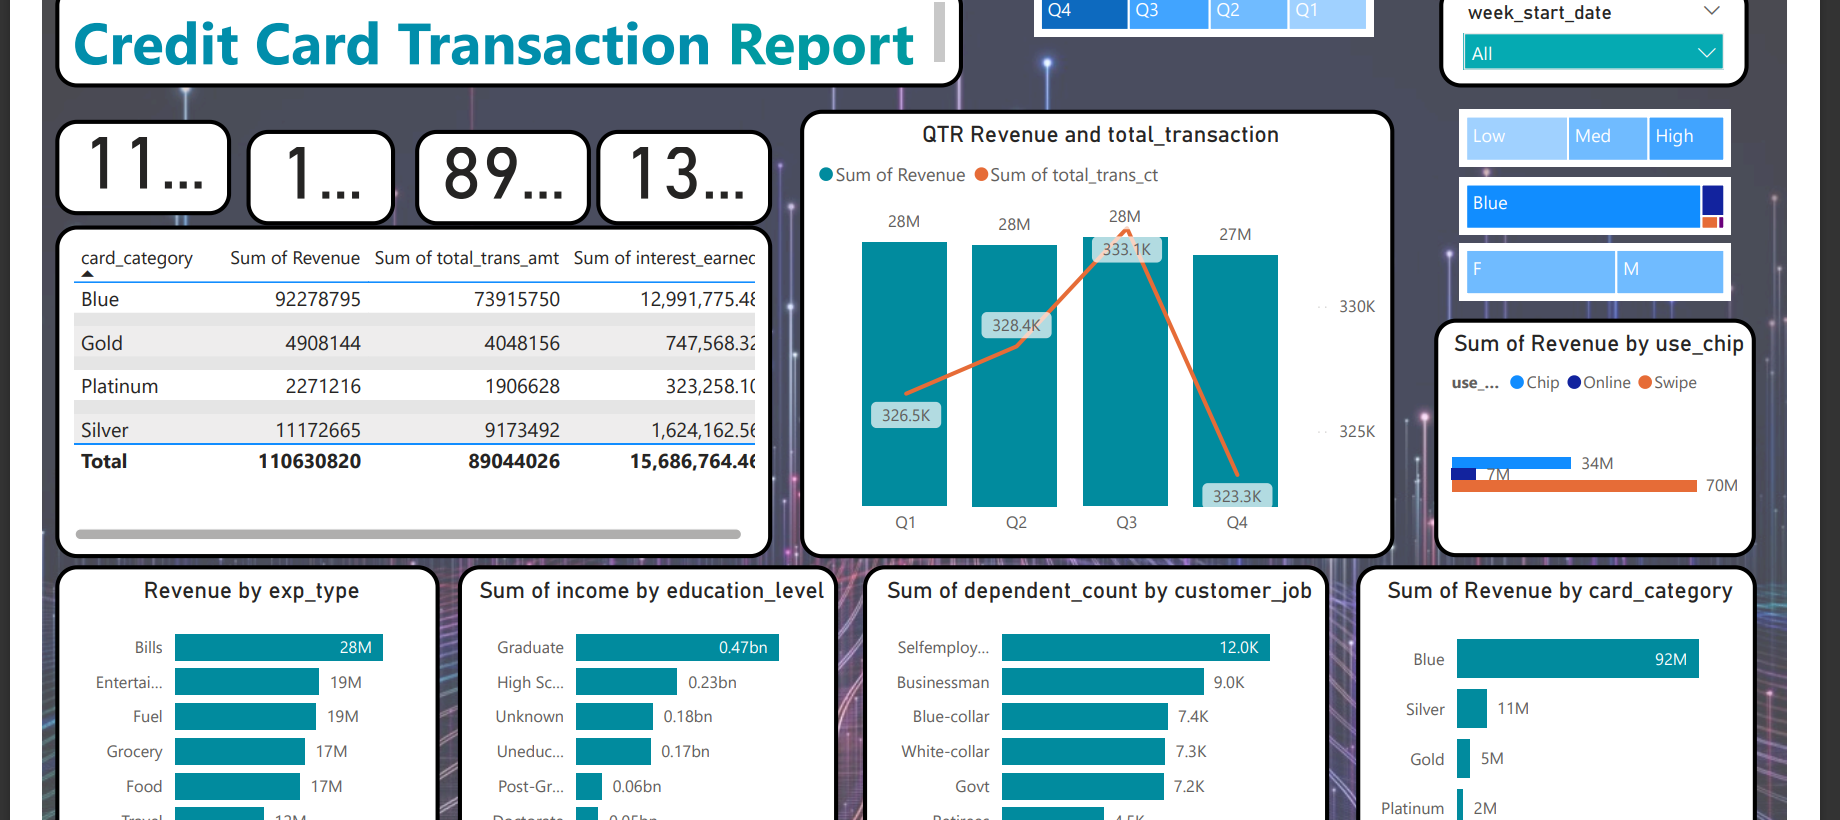 Q4 Q3 Q2 Q1
week_start_date
Credit Card Transaction Report
All
11... 1... 89... 13...
card_category Sum of Revenue Sum of total_trans_amt Sum of interest_earned
Blue 92278795 73915750 12,991,775.48
Gold 4908144 4048156 747,568.32
Platinum 2271216 1906628 323,258.10
Silver 11172665 9173492 1,624,162.56
Total 110630820 89044026 15,686,764.46
QTR Revenue and total_transaction
Sum of Revenue Sum of total_trans_ct
28M 28M 28M 27M
326.5K 328.4K 333.1K 323.3K
330K
325K
Q1 Q2 Q3 Q4
Low Med High
Blue
F M
Sum of Revenue by use_chip
use_... Chip Online Swipe
34M
7M
70M
Revenue by exp_type
Bills 28M
Entertai... 19M
Fuel 19M
Grocery 17M
Food 17M
Travel 12M
Sum of income by education_level
Graduate 0.47bn
High Sc... 0.23bn
Unknown 0.18bn
Uneduc... 0.17bn
Post-Gr... 0.06bn
Doctorate 0.05bn
Sum of dependent_count by customer_job
Selfemploy... 12.0K
Businessman 9.0K
Blue-collar 7.4K
White-collar 7.3K
Govt 7.2K
Retirees 4.5K
Sum of Revenue by card_category
Blue 92M
Silver 11M
Gold 5M
Platinum 2M